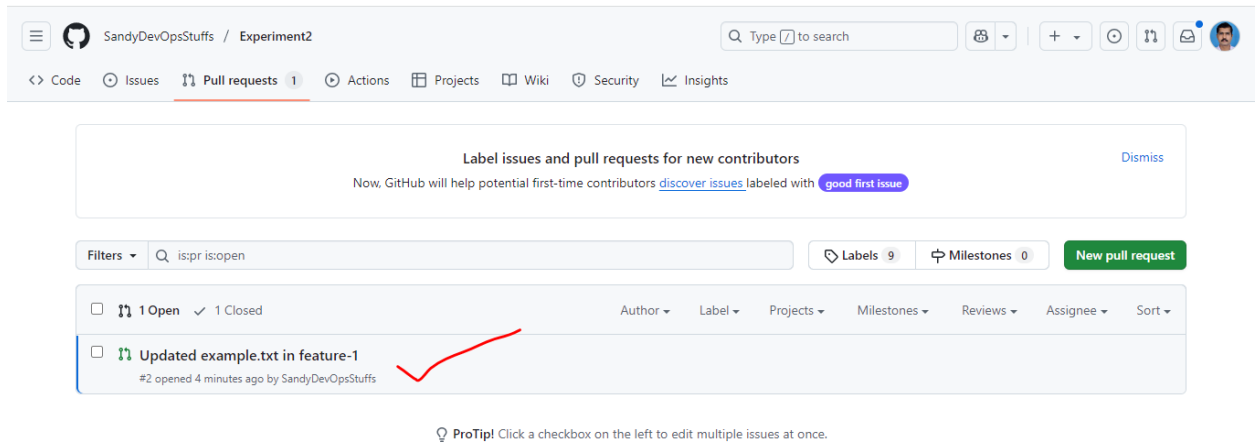 SandyDevOpsStuffs / Experiment2
Type / to search
<> Code Issues Pull requests 1 Actions Projects Wiki Security Insights
Label issues and pull requests for new contributors
Dismiss
Now, GitHub will help potential first-time contributors discover issues labeled with good first issue
Filters is:pr is:open Labels 9 Milestones 0 New pull request
1 Open 1 Closed Author Label Projects Milestones Reviews Assignee Sort
Updated example.txt in feature-1
#2 opened 4 minutes ago by SandyDevOpsStuffs
ProTip! Click a checkbox on the left to edit multiple issues at once.